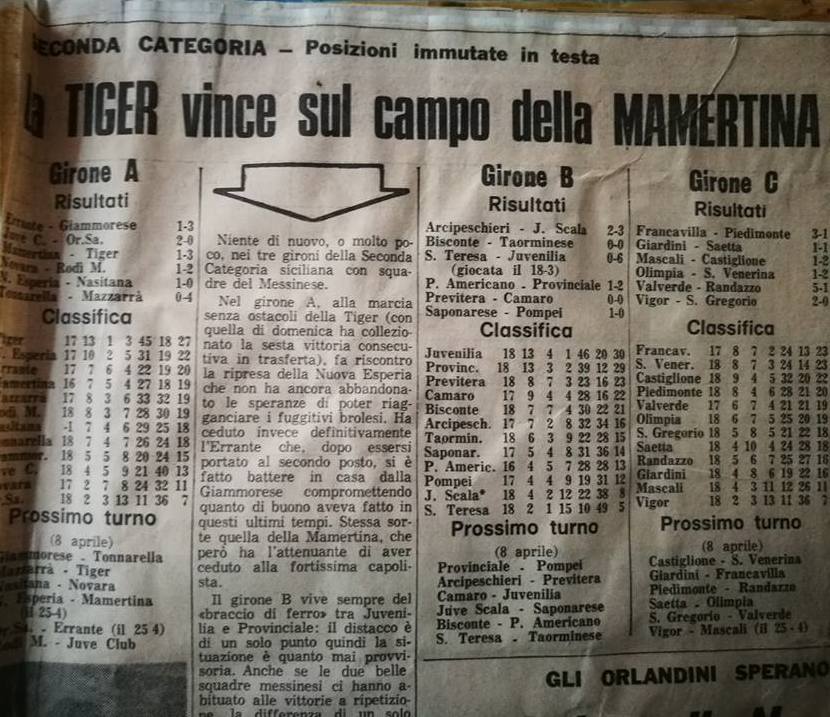 SECONDA CATEGORIA – Posizioni immutate in testa
la TIGER vince sul campo della MAMERTINA
Girone A
Risultati
Errante - Giammorese 1-3
Juve C. - Or.Sa. 2-0
Mamertina - Tiger 1-3
Novara - Rodi M. 1-2
N. Esperia - Nasitana 1-0
Tonnarella - Mazzarrà 0-4
Classifica
Tiger 17 13 1 3 45 18 27
Esperia 17 10 2 5 31 19 22
Errante 17 7 6 4 22 19 20
Mamertina 16 7 5 4 27 18 19
Mazzarrà 17 8 3 6 33 32 19
Rodi M. 18 8 3 7 28 30 19
Nasitana -1 7 4 6 29 25 18
Tonnarella 18 7 4 7 26 24 18
Giammor. 18 5 5 8 20 24 15
Juve C. 18 4 5 9 21 40 13
Novara 17 2 7 8 24 32 11
Or.Sa. 18 2 3 13 11 36 7
Prossimo turno
(8 aprile)
Giammorese - Tonnarella
Mazzarrà - Tiger
Nasitana - Novara
Esperia - Mamertina
(il 25-4)
Or.Sa. - Errante (il 25 4)
Rodi M. - Juve Club
Niente di nuovo, o molto po-
co, nei tre gironi della Seconda
Categoria siciliana con squa-
dre del Messinese.
Nel girone A, alla marcia
senza ostacoli della Tiger (con
quella di domenica ha collezio-
nato la sesta vittoria consecu-
tiva in trasferta), fa riscontro
la ripresa della Nuova Esperia
che non ha ancora abbandona-
to le speranze di poter riag-
ganciare i fuggitivi brolesi. Ha
ceduto invece definitivamente
l'Errante che, dopo essersi
portato al secondo posto, si è
fatto battere in casa dalla
Giammorese compromettendo
quanto di buono aveva fatto in
questi ultimi tempi. Stessa sor-
te quella della Mamertina, che
però ha l'attenuante di aver
ceduto alla fortissima capoli-
sta.
Il girone B vive sempre del
«braccio di ferro» tra Juveni-
lia e Provinciale: il distacco è
di un solo punto quindi la si-
tuazione è quanto mai provvi-
soria. Anche se le due belle
squadre messinesi ci hanno a-
bituato alle vittorie a ripetizio-
ne, la differenza di un solo
Girone B
Risultati
Arcipeschieri - J. Scala 2-3
Bisconte - Taorminese 0-0
S. Teresa - Juvenilia 0-6
(giocata il 18-3)
P. Americano - Provinciale 1-2
Previtera - Camaro 0-0
Saponarese - Pompei 1-0
Classifica
Juvenilia 18 13 4 1 46 20 30
Provinc. 18 13 3 2 39 12 29
Previtera 18 8 7 3 23 16 23
Camaro 17 9 4 4 28 16 22
Bisconte 18 7 7 4 30 22 21
Arcipesch. 17 7 2 8 32 34 16
Taormin. 18 6 3 9 22 28 15
Saponar. 17 5 4 8 31 36 14
P. Americ. 16 4 5 7 28 28 13
Pompei 17 4 4 9 19 31 12
J. Scala* 18 4 2 12 22 38 8
S. Teresa 18 2 1 15 10 49 5
Prossimo turno
(8 aprile)
Provinciale - Pompei
Arcipeschieri - Previtera
Camaro - Juvenilia
Juve Scala - Saponarese
Bisconte - P. Americano
S. Teresa - Taorminese
Girone C
Risultati
Francavilla - Piedimonte 3-1
Giardini - Saetta 1-1
Mascali - Castiglione 1-2
Olimpia - S. Venerina 1-2
Valverde - Randazzo 5-1
Vigor - S. Gregorio 2-0
Classifica
Francav. 17 8 7 2 24 13 23
S. Vener. 18 8 7 3 24 14 23
Castiglione 18 9 4 5 32 20 22
Piedimonte 18 8 4 6 28 21 20
Valverde 17 6 7 4 21 21 19
Olimpia 18 6 7 5 25 20 19
S. Gregorio 18 5 8 5 21 22 18
Saetta 18 4 10 4 24 28 18
Randazzo 18 5 6 7 25 27 16
Giardini 18 4 8 6 19 22 16
Mascali 18 4 3 11 12 26 11
Vigor 18 2 3 13 11 36 7
Prossimo turno
(8 aprile)
Castiglione - S. Venerina
Giardini - Francavilla
Piedimonte - Randazzo
Saetta - Olimpia
S. Gregorio - Valverde
Vigor - Mascali (il 25 - 4)
GLI ORLANDINI SPERANO